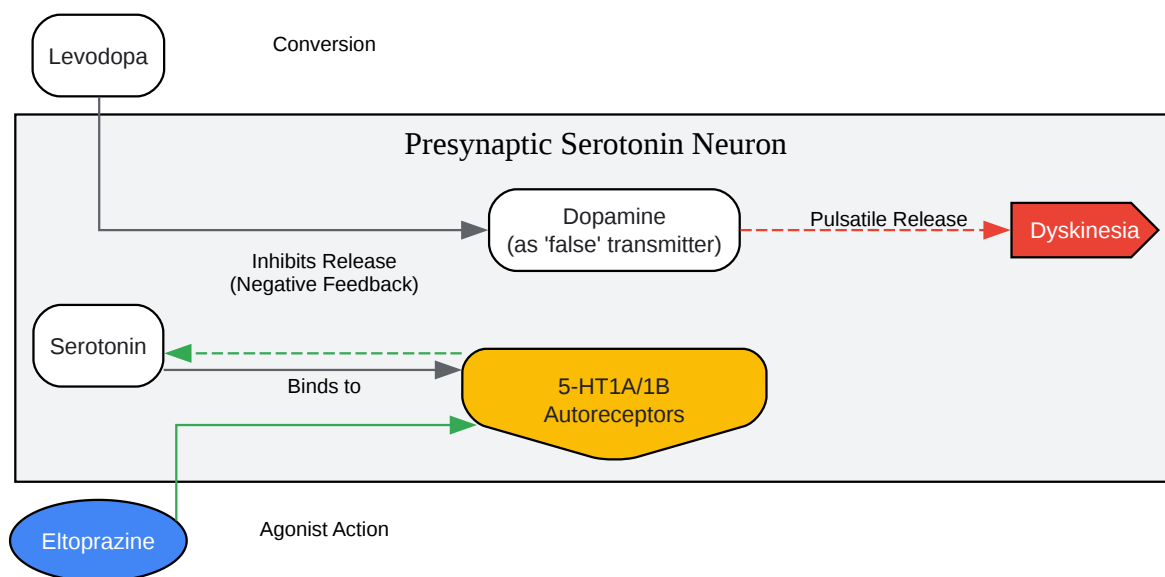 Levodopa
Conversion
Presynaptic Serotonin Neuron
Dopamine
(as 'false' transmitter)
Pulsatile Release
Dyskinesia
Inhibits Release
(Negative Feedback)
Serotonin
Binds to
5-HT1A/1B
Autoreceptors
Eltoprazine
Agonist Action